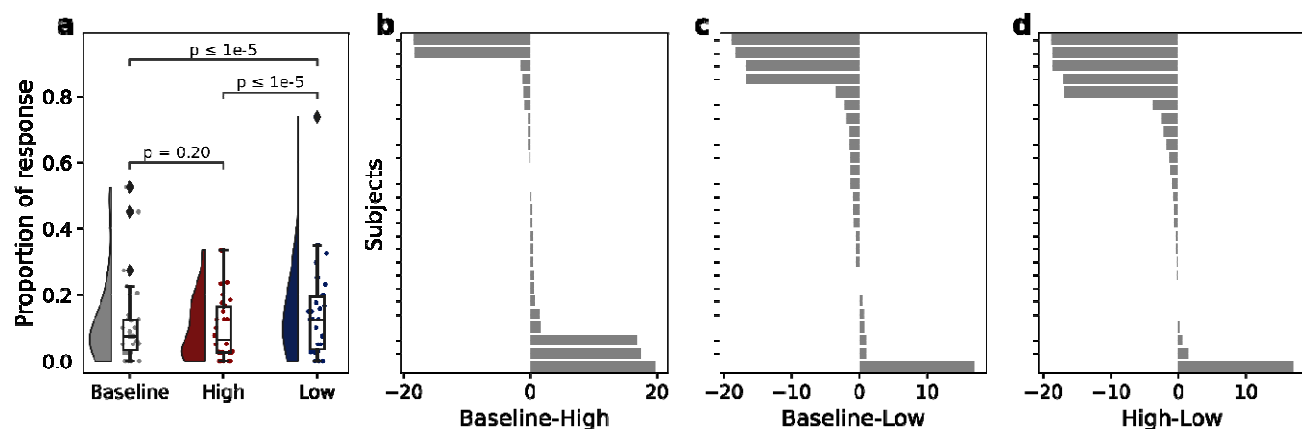 a
p ≤ 1e-5
p ≤ 1e-5
p = 0.20
Proportion of response
0.8
0.6
0.4
0.2
0.0
Baseline High Low
b
Subjects
−20 0 20
Baseline-High
c
−20 −10 0 10
Baseline-Low
d
−20 −10 0 10
High-Low